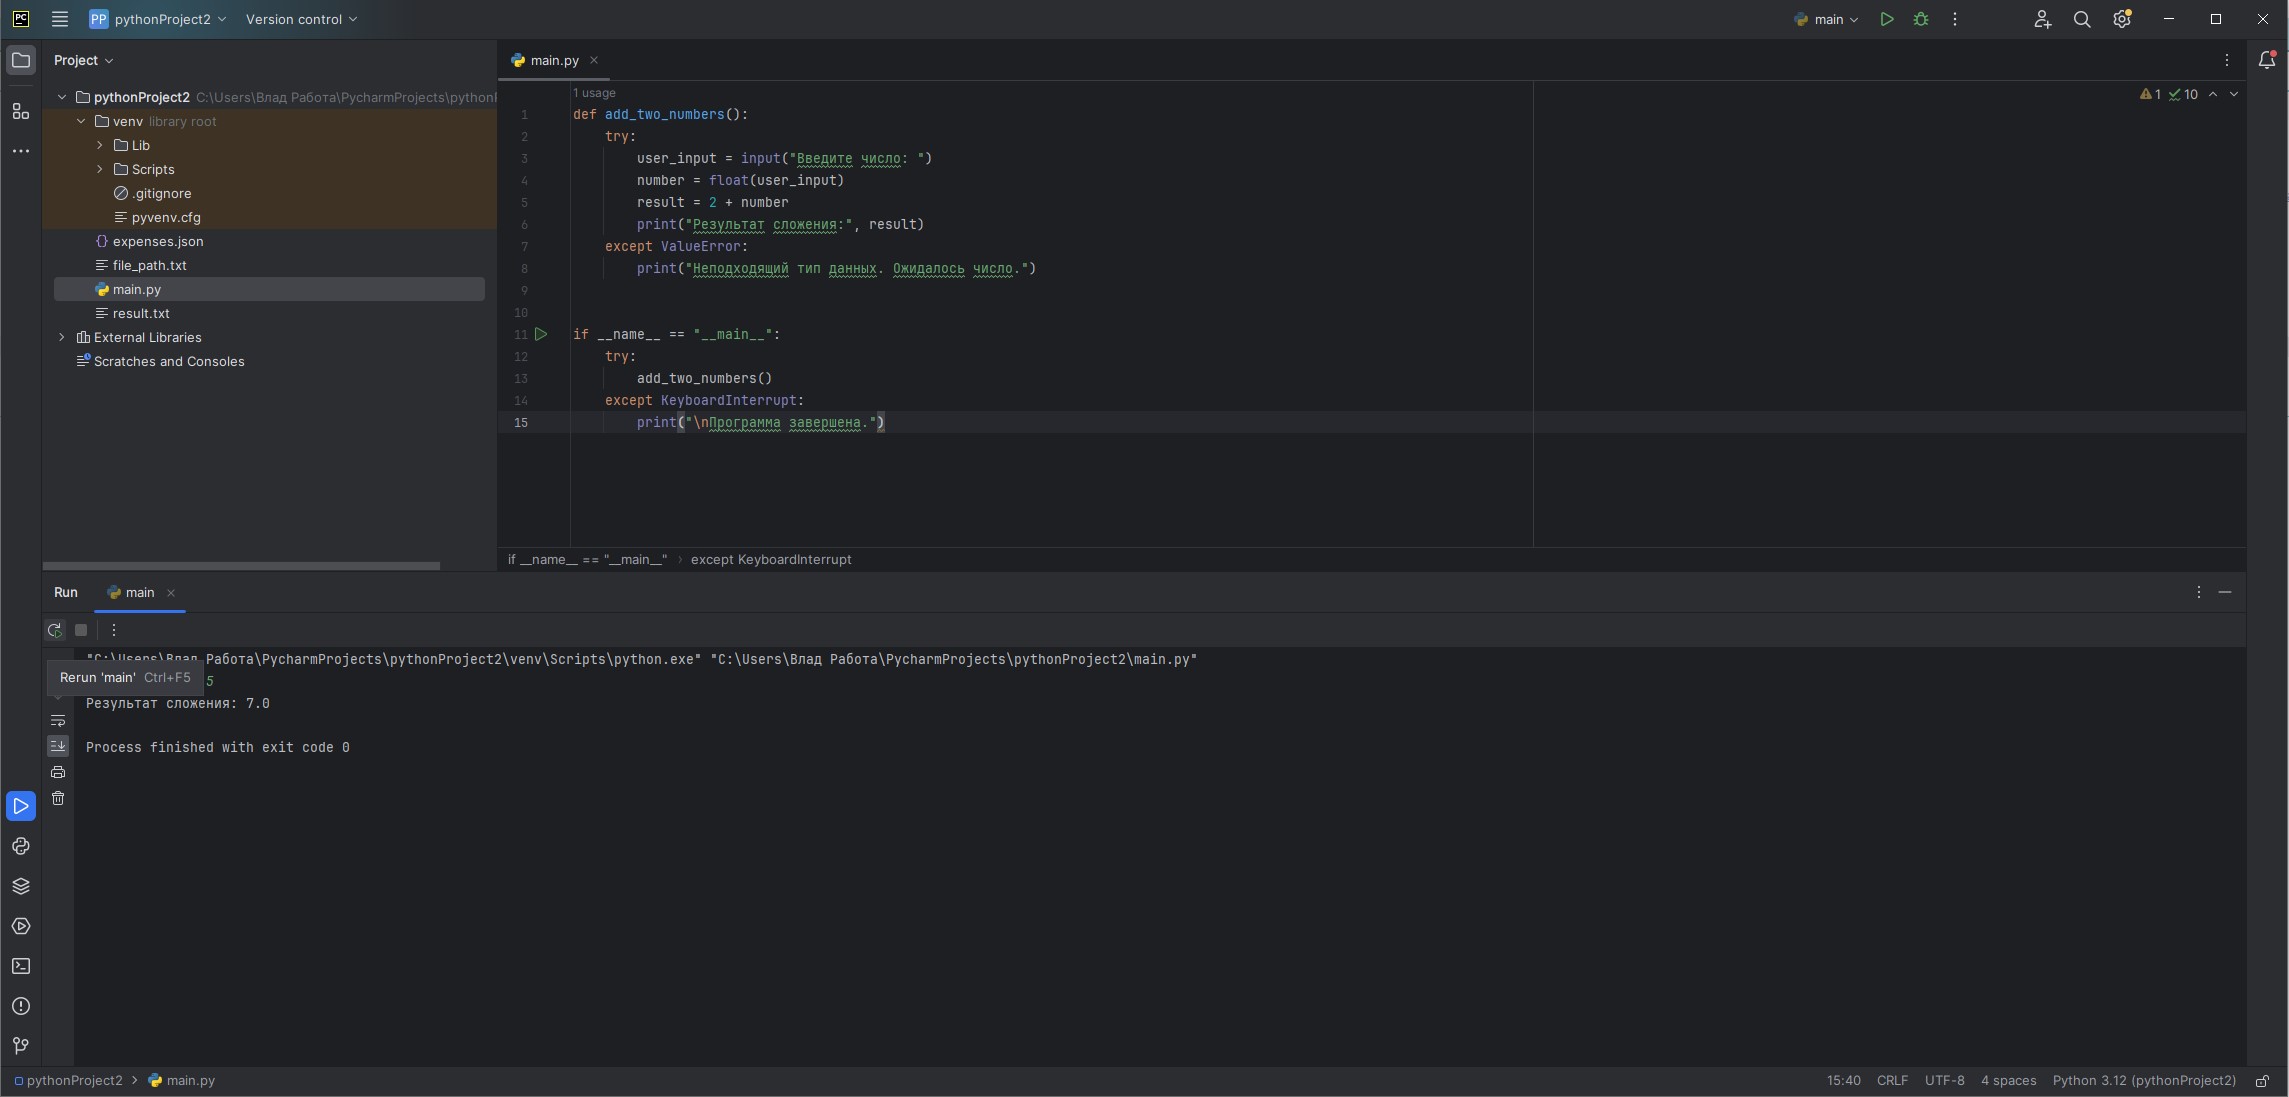 PC
PP pythonProject2 Version control
main
Project
main.py
pythonProject2 C:\Users\Влад Работа\PycharmProjects\python
venv library root
Lib
Scripts
.gitignore
pyvenv.cfg
expenses.json
file_path.txt
main.py
result.txt
External Libraries
Scratches and Consoles
1 usage
1 10
1 def add_two_numbers():
2 try:
3 user_input = input("Введите число: ")
4 number = float(user_input)
5 result = 2 + number
6 print("Результат сложения:", result)
7 except ValueError:
8 print("Неподходящий тип данных. Ожидалось число.")
9
10
11 if __name__ == "__main__":
12 try:
13 add_two_numbers()
14 except KeyboardInterrupt:
15 print("\nПрограмма завершена.")
if __name__ == "__main__" › except KeyboardInterrupt
Run main
"C:\Users\Влад Работа\PycharmProjects\pythonProject2\venv\Scripts\python.exe" "C:\Users\Влад Работа\PycharmProjects\pythonProject2\main.py"
Rerun 'main' Ctrl+F5
5
Результат сложения: 7.0
Process finished with exit code 0
pythonProject2 > main.py
15:40 CRLF UTF-8 4 spaces Python 3.12 (pythonProject2)